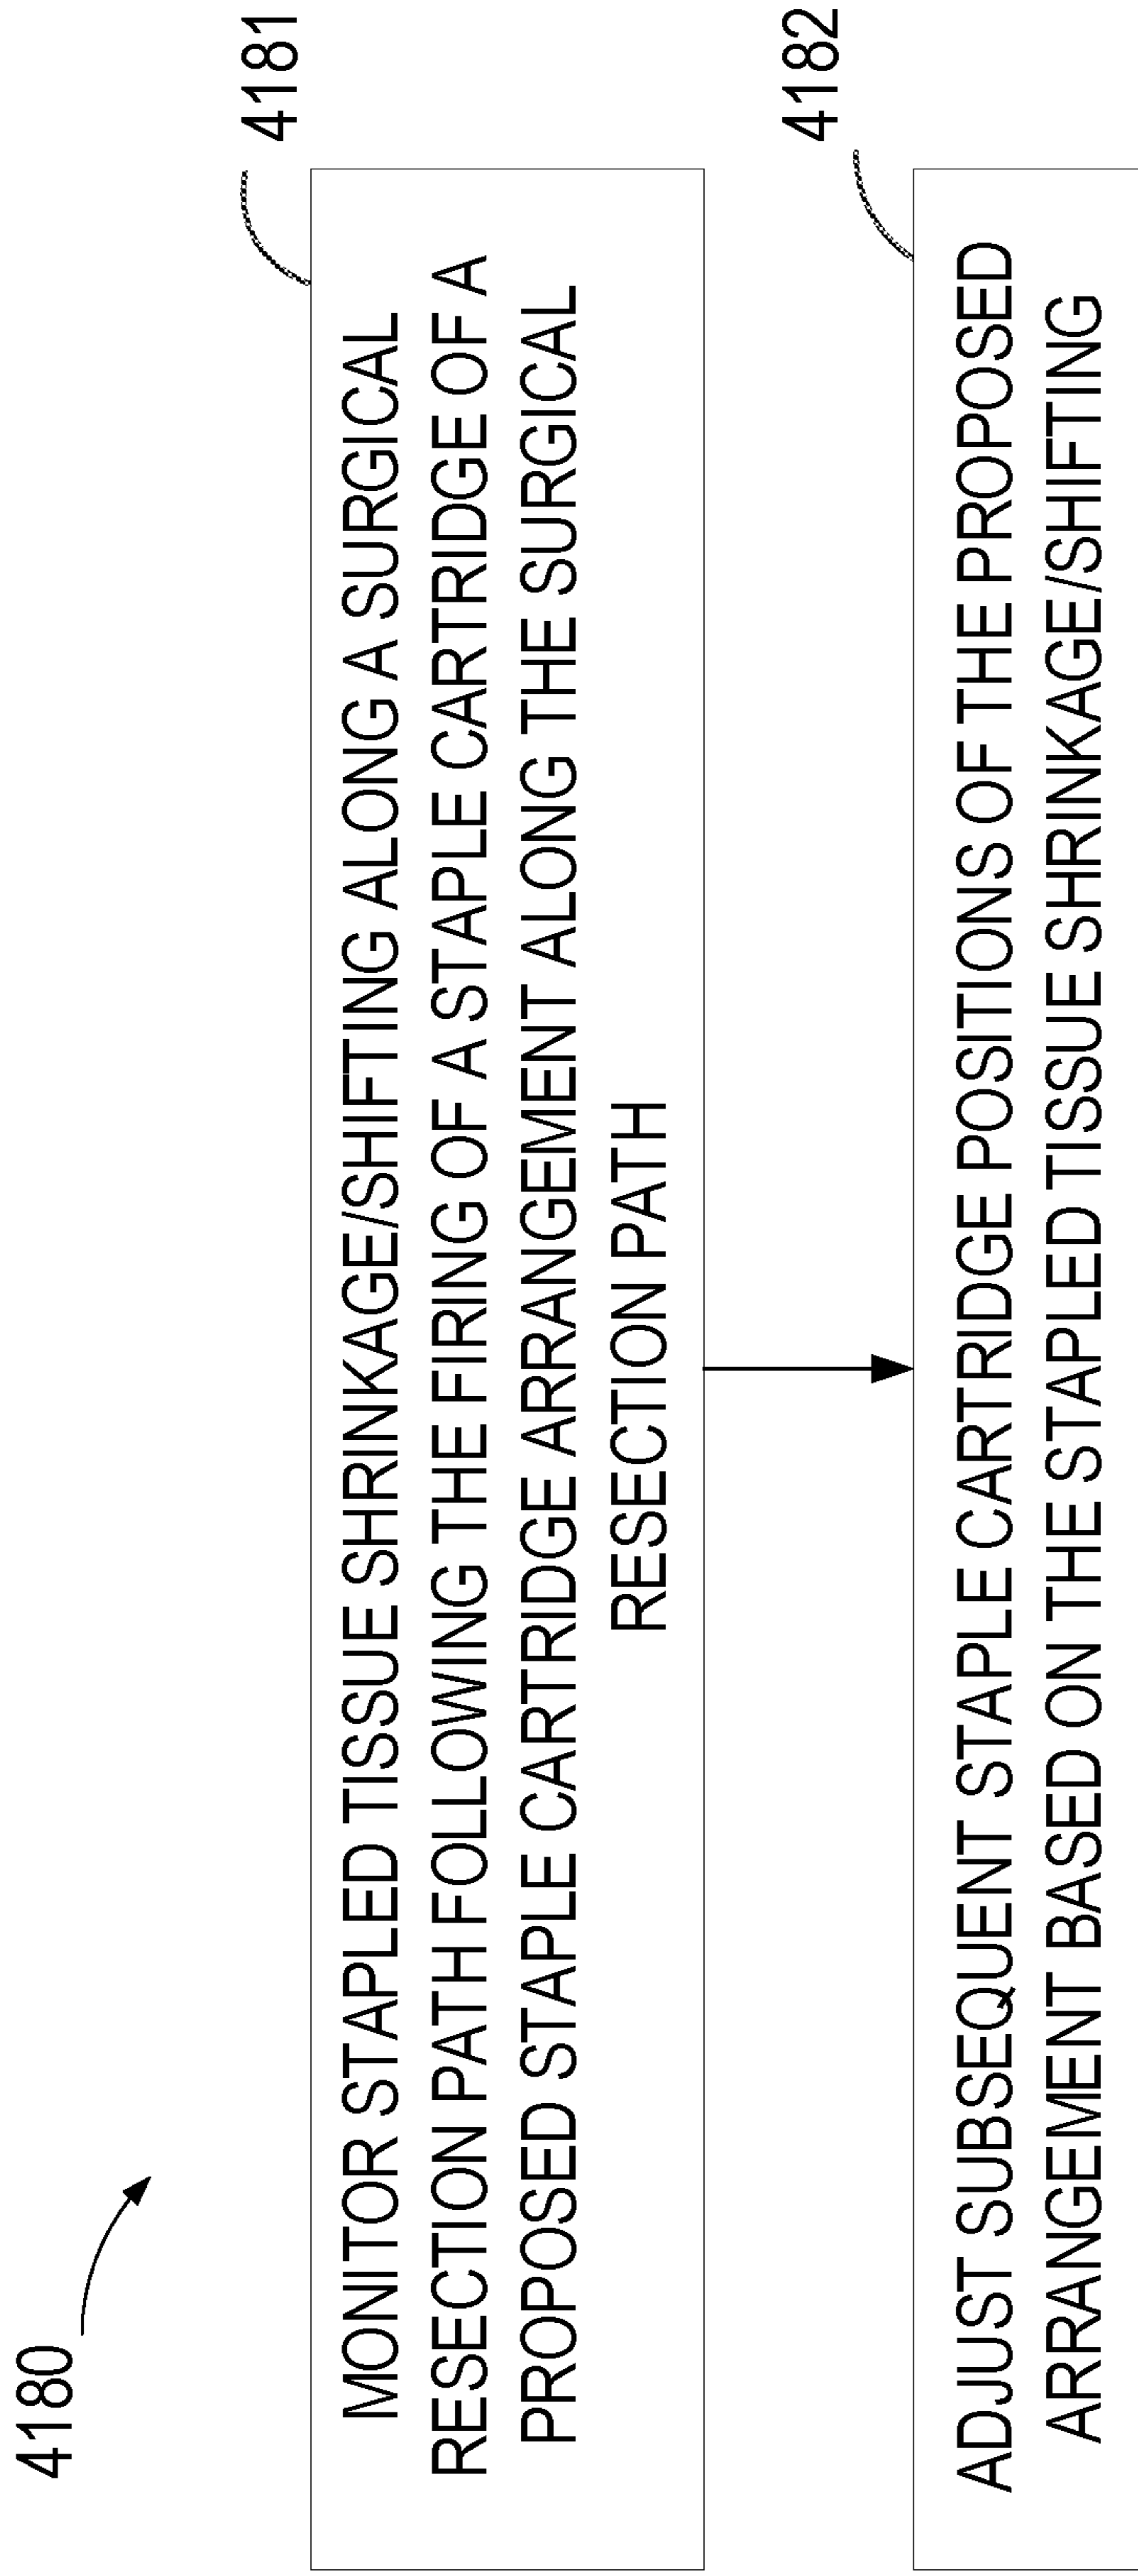 4180
4181
MONITOR STAPLED TISSUE SHRINKAGE/SHIFTING ALONG A SURGICAL
RESECTION PATH FOLLOWING THE FIRING OF A STAPLE CARTRIDGE OF A
PROPOSED STAPLE CARTRIDGE ARRANGEMENT ALONG THE SURGICAL
RESECTION PATH
4182
ADJUST SUBSEQUENT STAPLE CARTRIDGE POSITIONS OF THE PROPOSED
ARRANGEMENT BASED ON THE STAPLED TISSUE SHRINKAGE/SHIFTING